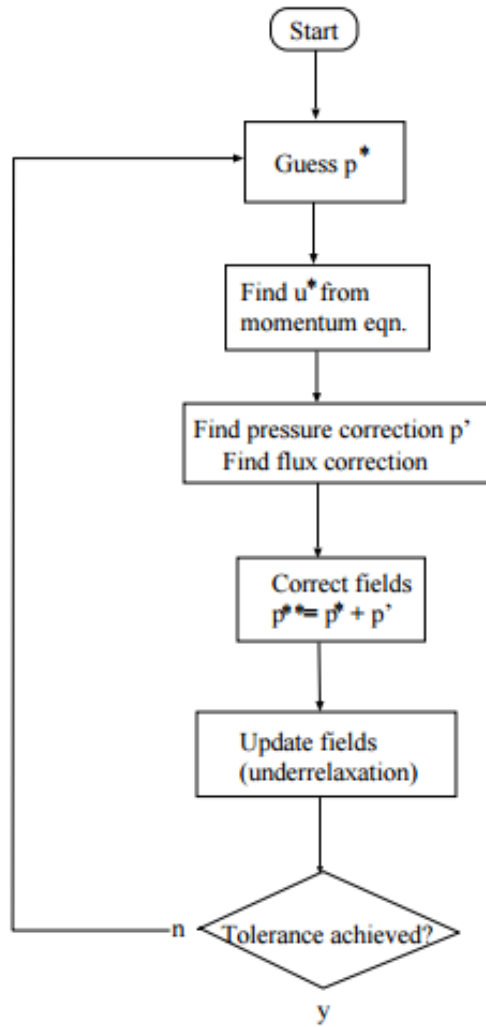 Start
Guess p*
Find u* from
momentum eqn.
Find pressure correction p’
Find flux correction
Correct fields
p**= p* + p’
Update fields
(underrelaxation)
n
Tolerance achieved?
y